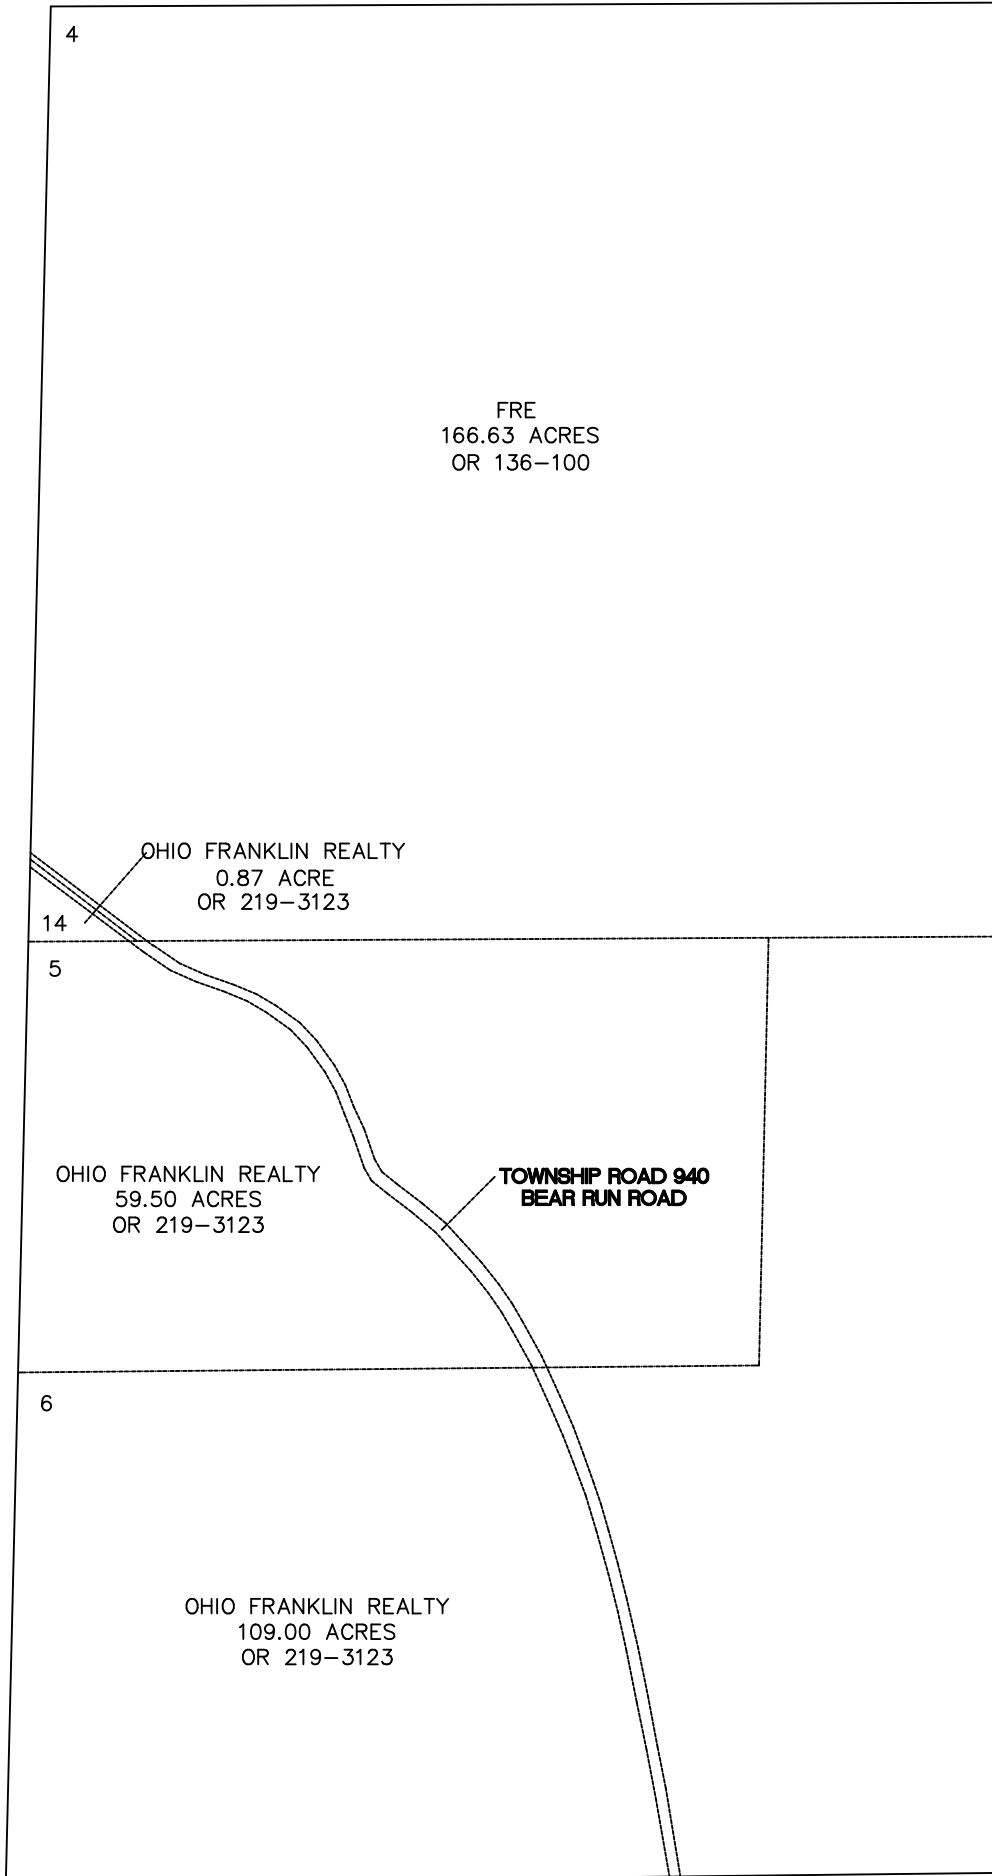 4
FRE
166.63 ACRES
OR 136-100
OHIO FRANKLIN REALTY
0.87 ACRE
OR 219-3123
14
5
OHIO FRANKLIN REALTY
59.50 ACRES
OR 219-3123
TOWNSHIP ROAD 940
BEAR RUN ROAD
6
OHIO FRANKLIN REALTY
109.00 ACRES
OR 219-3123